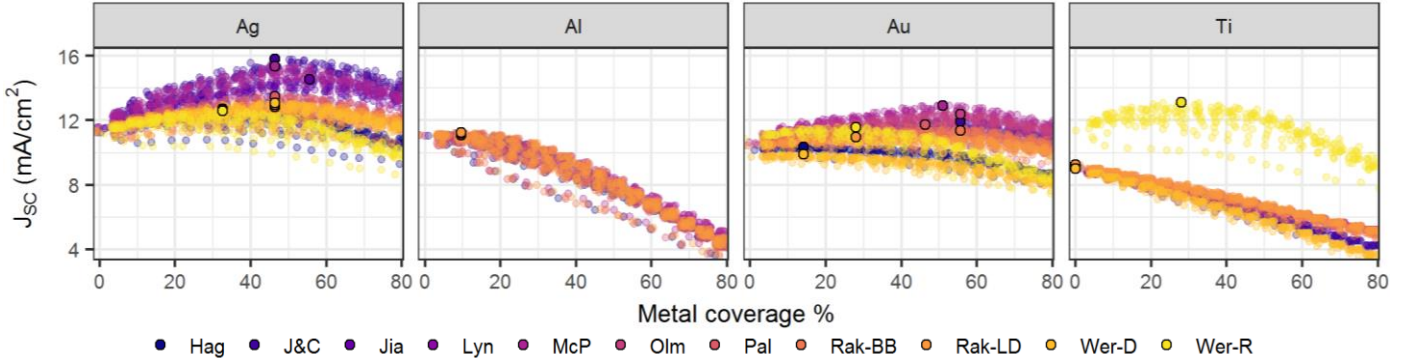 Ag Al Au Ti
16
12
8
4
J_SC (mA/cm²)
0 20 40 60 80 0 20 40 60 80 0 20 40 60 80 0 20 40 60 80
Metal coverage %
Hag J&C Jia Lyn McP Olm Pal Rak-BB Rak-LD Wer-D Wer-R